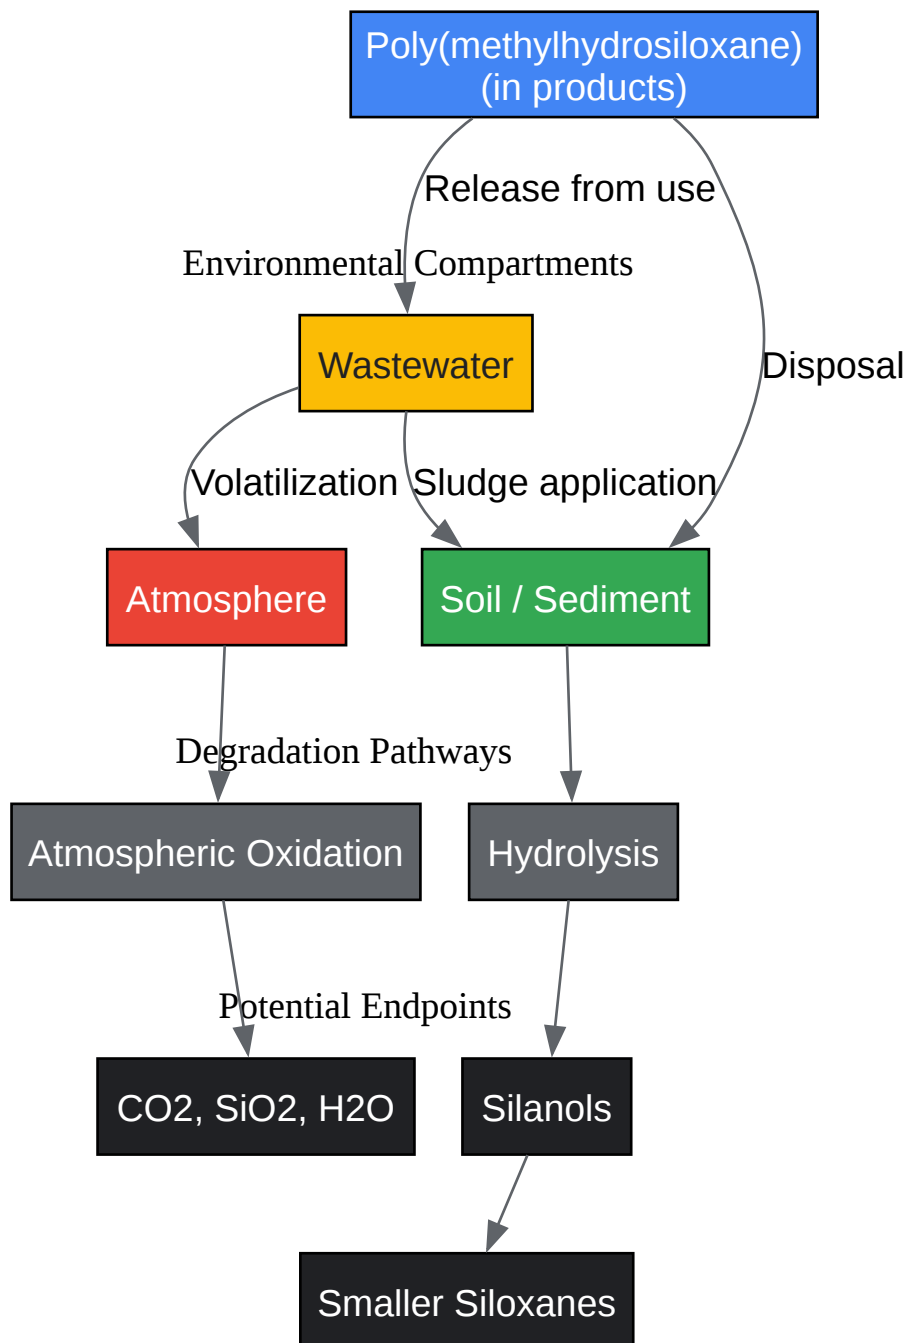 Poly(methylhydrosiloxane)
(in products)
Release from use
Environmental Compartments
Wastewater
Disposal
Volatilization
Sludge application
Atmosphere
Soil / Sediment
Degradation Pathways
Atmospheric Oxidation
Hydrolysis
Potential Endpoints
CO2, SiO2, H2O
Silanols
Smaller Siloxanes